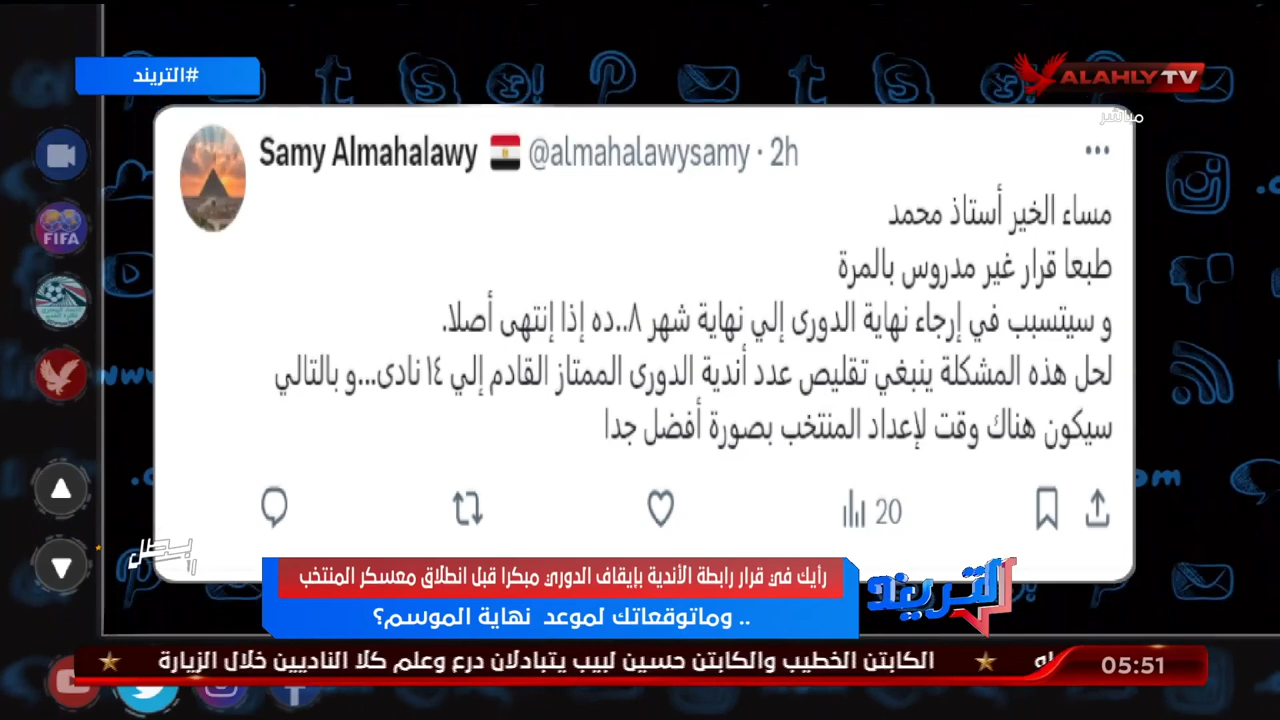 #التريند
ALAHLY TV
مباشر
Samy Almahalawy @almahalawysamy · 2h
مساء الخير أستاذ محمد
طبعا قرار غير مدروس بالمرة
و سيتسبب في إرجاء نهاية الدورى إلي نهاية شهر ٨..ده إذا إنتهى أصلا.
لحل هذه المشكلة ينبغي تقليص عدد أندية الدورى الممتاز القادم إلي ١٤ نادى...و بالتالي
سيكون هناك وقت لإعداد المنتخب بصورة أفضل جدا
20
FIFA
www
.com
رأيك في قرار رابطة الأندية بإيقاف الدوري مبكرا قبل انطلاق معسكر المنتخب
.. وماتوقعاتك لموعد نهاية الموسم؟
التريند
الكابتن الخطيب والكابتن حسين لبيب يتبادلان درع وعلم كلا الناديين خلال الزيارة
05:51